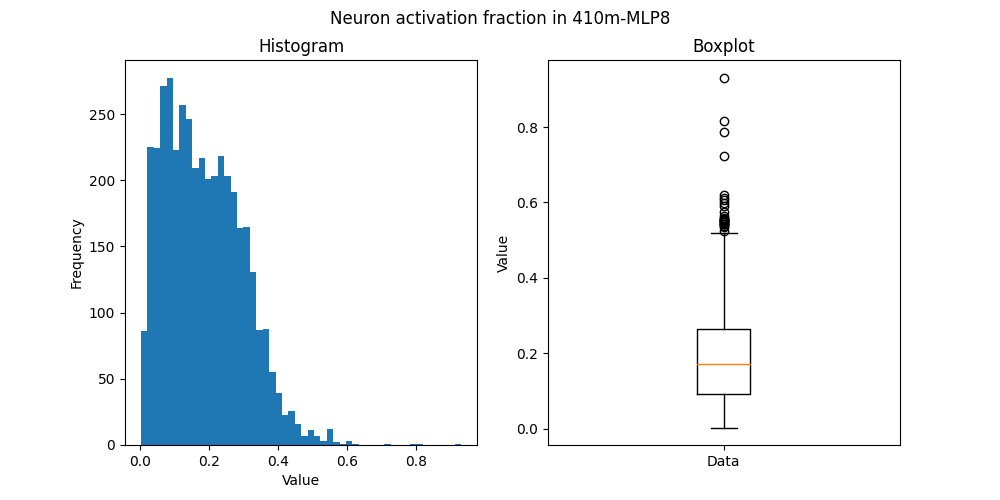 Neuron activation fraction in 410m-MLP8
Histogram
Frequency
250
200
150
100
50
0
0.0 0.2 0.4 0.6 0.8
Value
Boxplot
Value
0.8
0.6
0.4
0.2
0.0
Data